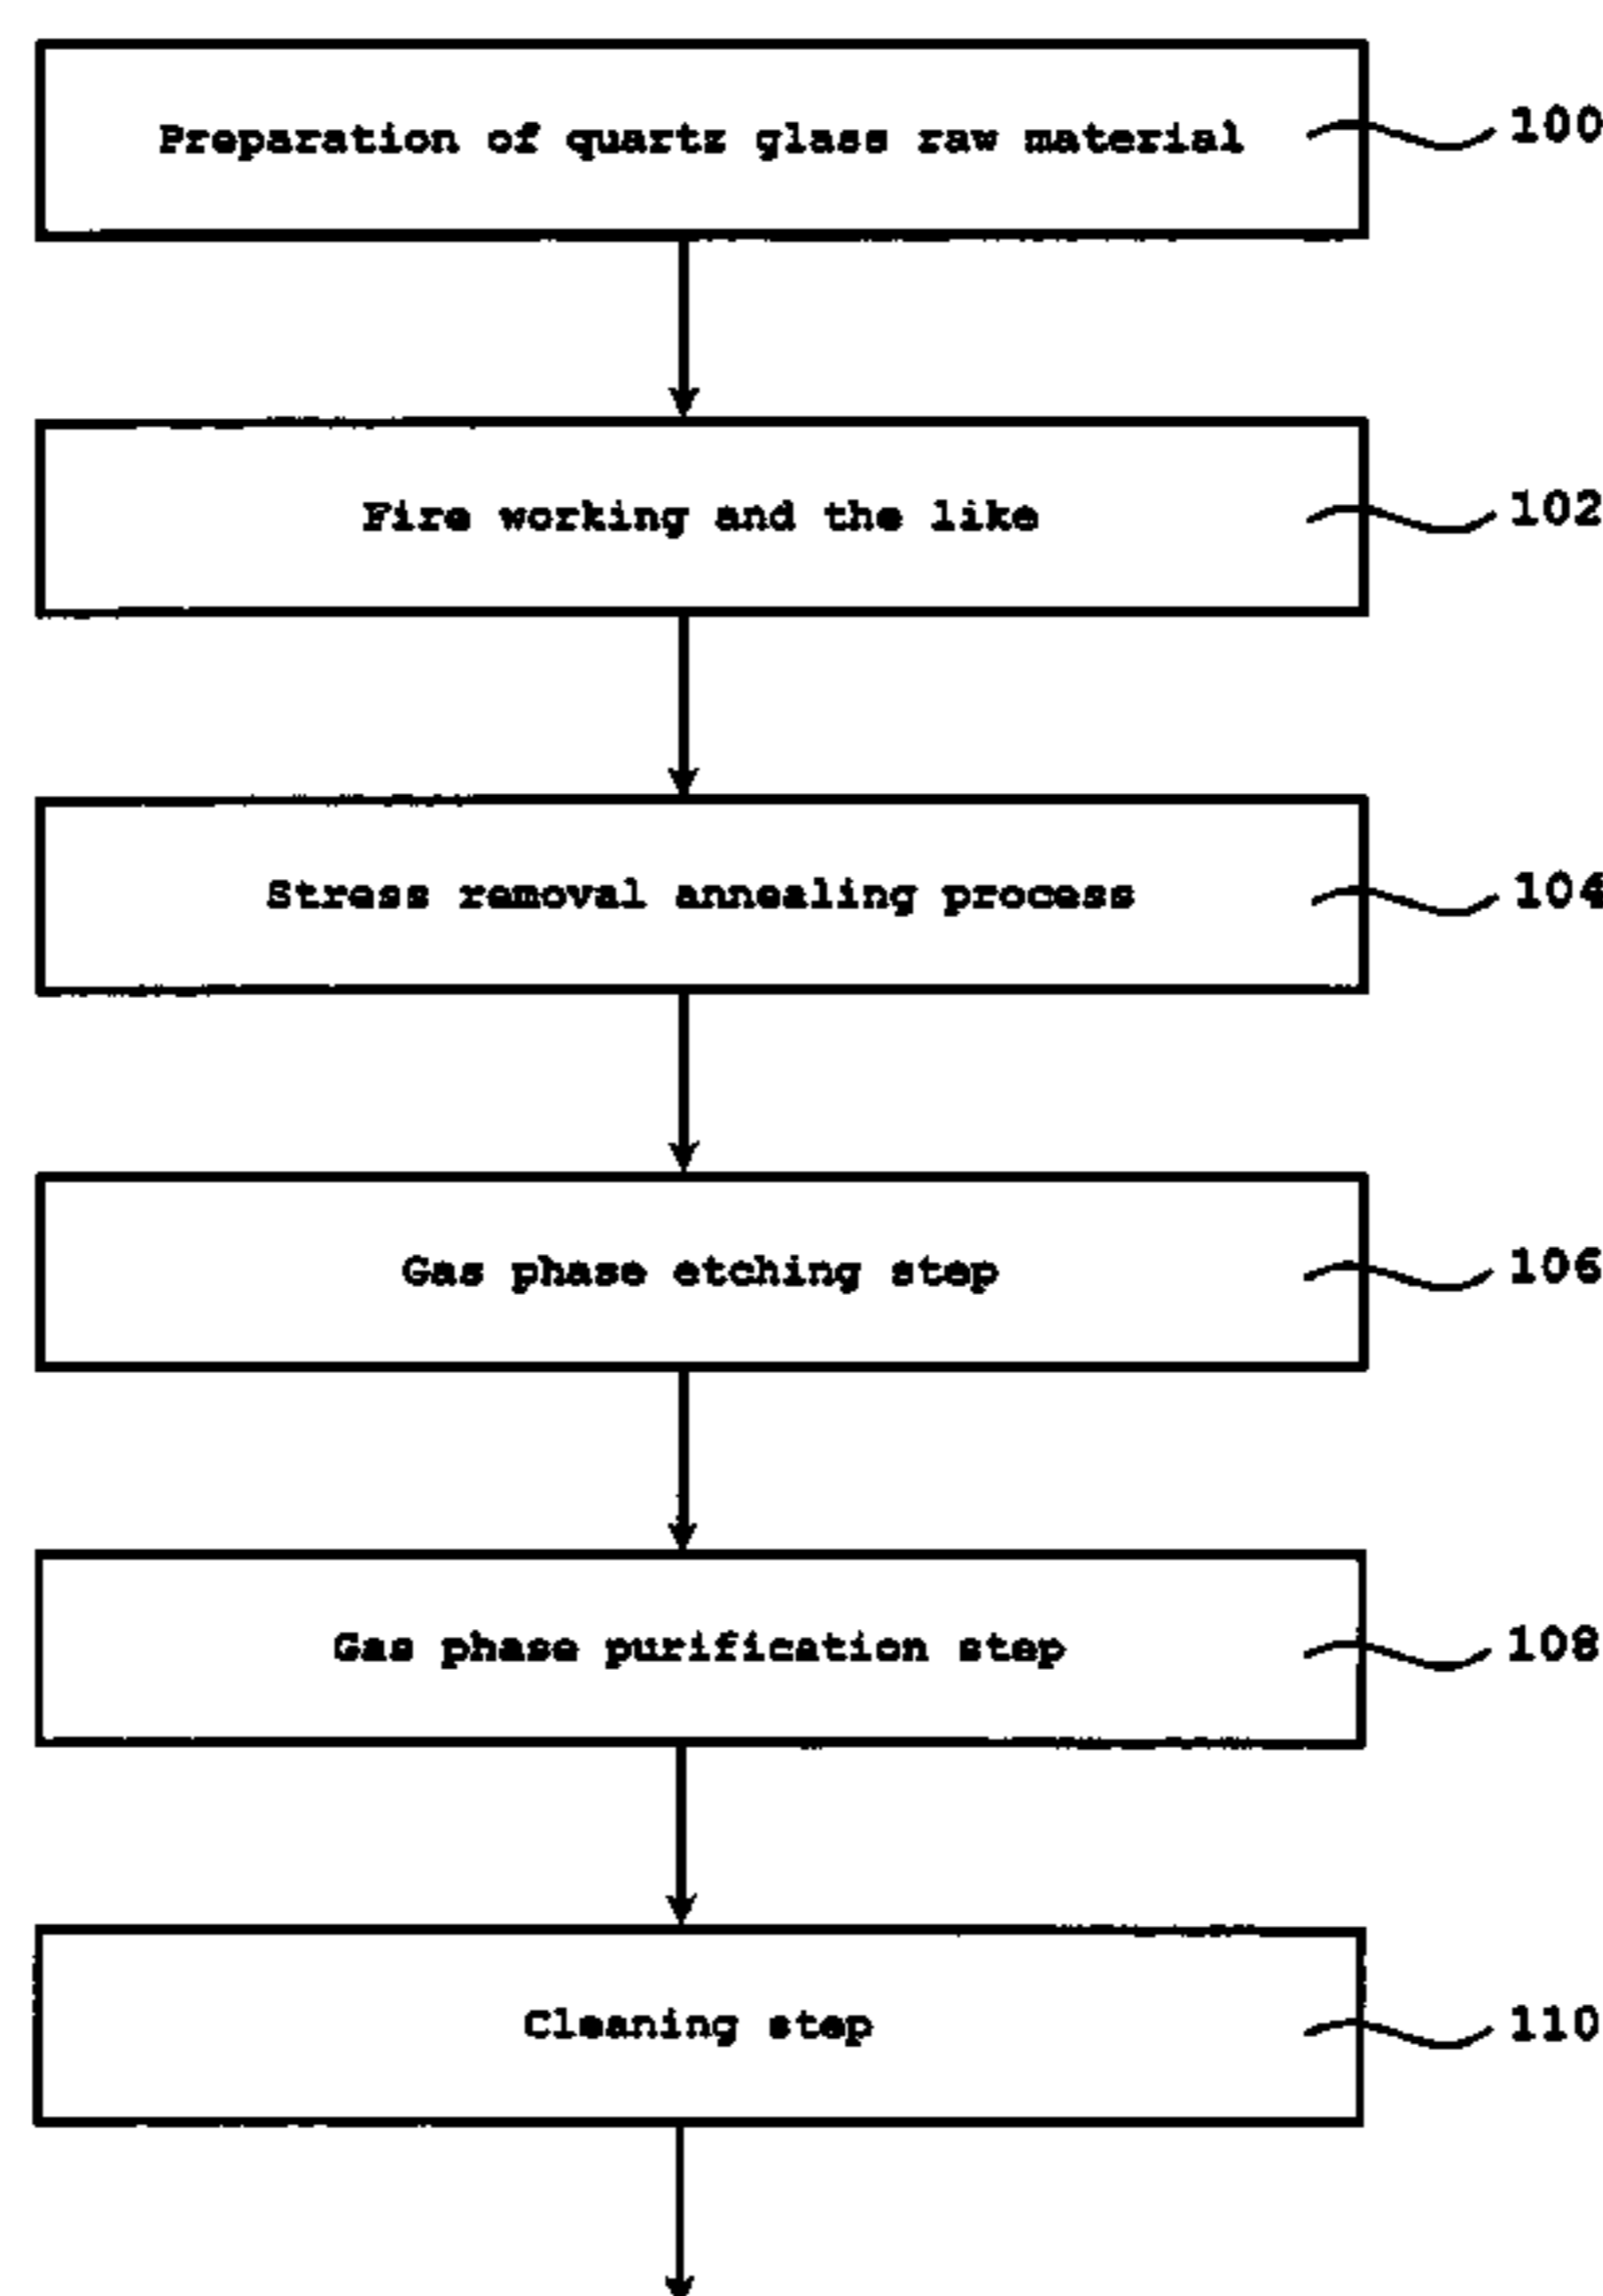 Preparation of quartz glass raw material 100
Fire working and the like 102
Stress removal annealing process 104
Gas phase etching step 106
Gas phase purification step 108
Cleaning step 110